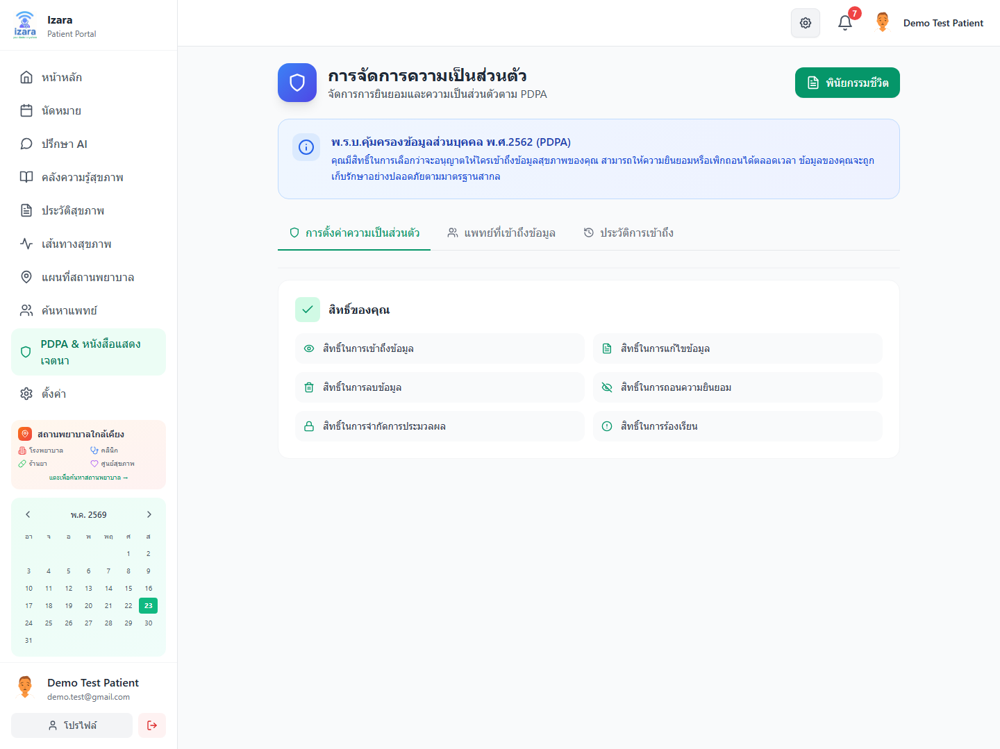 izara
Izara
Patient Portal
7
Demo Test Patient
หน้าหลัก
นัดหมาย
ปรึกษา AI
คลังความรู้สุขภาพ
ประวัติสุขภาพ
เส้นทางสุขภาพ
แผนที่สถานพยาบาล
ค้นหาแพทย์
PDPA & หนังสือแสดง
เจตนา
ตั้งค่า
สถานพยาบาลใกล้เคียง
โรงพยาบาล
คลินิก
ร้านยา
ศูนย์สุขภาพ
แตะเพื่อค้นหาสถานพยาบาล →
พ.ค. 2569
อา จ อ พ พฤ ศ ส
1 2
3 4 5 6 7 8 9
10 11 12 13 14 15 16
17 18 19 20 21 22 23
24 25 26 27 28 29 30
31
Demo Test Patient
demo.test@gmail.com
โปรไฟล์
การจัดการความเป็นส่วนตัว
จัดการการยินยอมและความเป็นส่วนตัวตาม PDPA
พินัยกรรมชีวิต
พ.ร.บ.คุ้มครองข้อมูลส่วนบุคคล พ.ศ.2562 (PDPA)
คุณมีสิทธิ์ในการเลือกว่าจะอนุญาตให้ใครเข้าถึงข้อมูลสุขภาพของคุณ สามารถให้ความยินยอมหรือเพิกถอนได้ตลอดเวลา ข้อมูลของคุณจะถูก
เก็บรักษาอย่างปลอดภัยตามมาตรฐานสากล
การตั้งค่าความเป็นส่วนตัว
แพทย์ที่เข้าถึงข้อมูล
ประวัติการเข้าถึง
สิทธิ์ของคุณ
สิทธิ์ในการเข้าถึงข้อมูล
สิทธิ์ในการแก้ไขข้อมูล
สิทธิ์ในการลบข้อมูล
สิทธิ์ในการถอนความยินยอม
สิทธิ์ในการจำกัดการประมวลผล
สิทธิ์ในการร้องเรียน